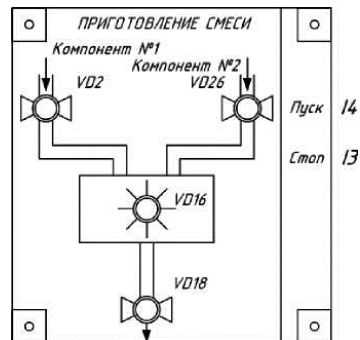 ПРИГОТОВЛЕНИЕ СМЕСИ
Компонент №1
Компонент №2
VD2
VD26
Пуск 14
Стоп 13
VD16
VD18